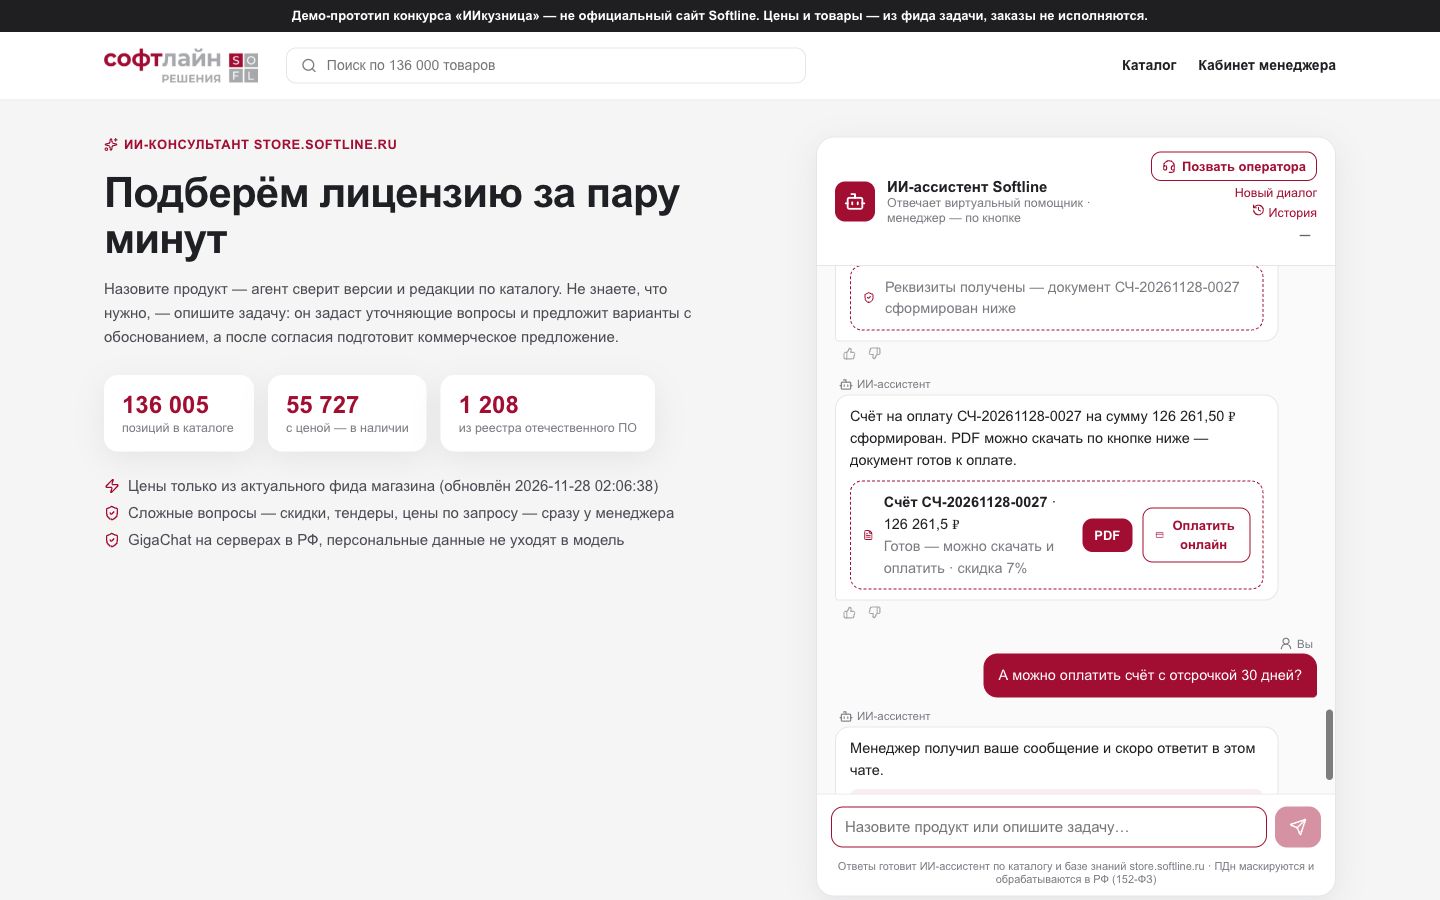 Демо-прототип конкурса «ИИкузница» — не официальный сайт Softline. Цены и товары — из фида задачи, заказы не исполняются.
софтлайн
РЕШЕНИЯ
SO
FL
Поиск по 136 000 товаров
Каталог
Кабинет менеджера
ИИ-КОНСУЛЬТАНТ STORE.SOFTLINE.RU
Подберём лицензию за пару
минут
Назовите продукт — агент сверит версии и редакции по каталогу. Не знаете, что
нужно, — опишите задачу: он задаст уточняющие вопросы и предложит варианты с
обоснованием, а после согласия подготовит коммерческое предложение.
136 005
позиций в каталоге
55 727
с ценой — в наличии
1 208
из реестра отечественного ПО
Цены только из актуального фида магазина (обновлён 2026-11-28 02:06:38)
Сложные вопросы — скидки, тендеры, цены по запросу — сразу у менеджера
GigaChat на серверах в РФ, персональные данные не уходят в модель
ИИ-ассистент Softline
Отвечает виртуальный помощник ·
менеджер — по кнопке
Позвать оператора
Новый диалог
История
—
Реквизиты получены — документ СЧ-20261128-0027
сформирован ниже
ИИ-ассистент
Счёт на оплату СЧ-20261128-0027 на сумму 126 261,50 ₽
сформирован. PDF можно скачать по кнопке ниже —
документ готов к оплате.
Счёт СЧ-20261128-0027 ·
126 261,5 ₽
Готов — можно скачать и
оплатить · скидка 7%
PDF
Оплатить
онлайн
Вы
А можно оплатить счёт с отсрочкой 30 дней?
ИИ-ассистент
Менеджер получил ваше сообщение и скоро ответит в этом
чате.
Назовите продукт или опишите задачу…
Ответы готовит ИИ-ассистент по каталогу и базе знаний store.softline.ru · ПДн маскируются и
обрабатываются в РФ (152-ФЗ)